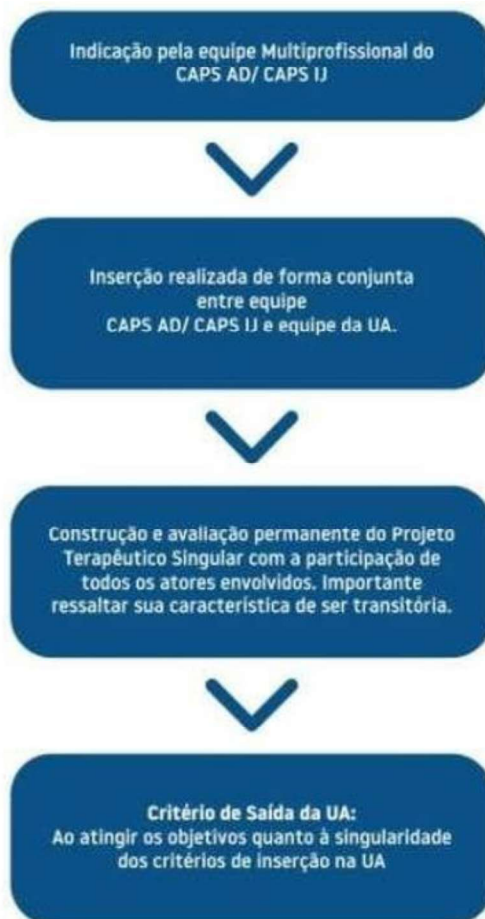 Indicação pela equipe Multiprofissional do
CAPS AD/ CAPS IJ
Inserção realizada de forma conjunta
entre equipe
CAPS AD/ CAPS IJ e equipe da UA.
Construção e avaliação permanente do Projeto
Terapêutico Singular com a participação de
todos os atores envolvidos. Importante
ressaltar sua característica de ser transitória.
Critério de Saída da UA:
Ao atingir os objetivos quanto à singularidade
dos critérios de inserção na UA